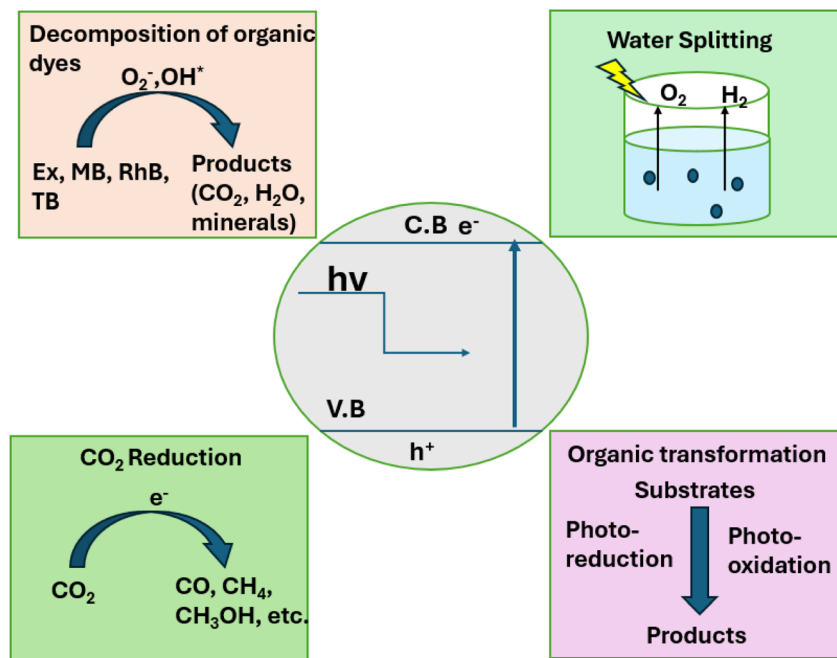 Decomposition of organic
dyes
O₂⁻,OH*
Ex, MB, RhB,
TB
Products
(CO₂, H₂O,
minerals)
Water Splitting
O₂ H₂
C.B e⁻
hv
V.B
h⁺
CO₂ Reduction
e⁻
CO₂
CO, CH₄,
CH₃OH, etc.
Organic transformation
Substrates
Photo-
reduction
Photo-
oxidation
Products